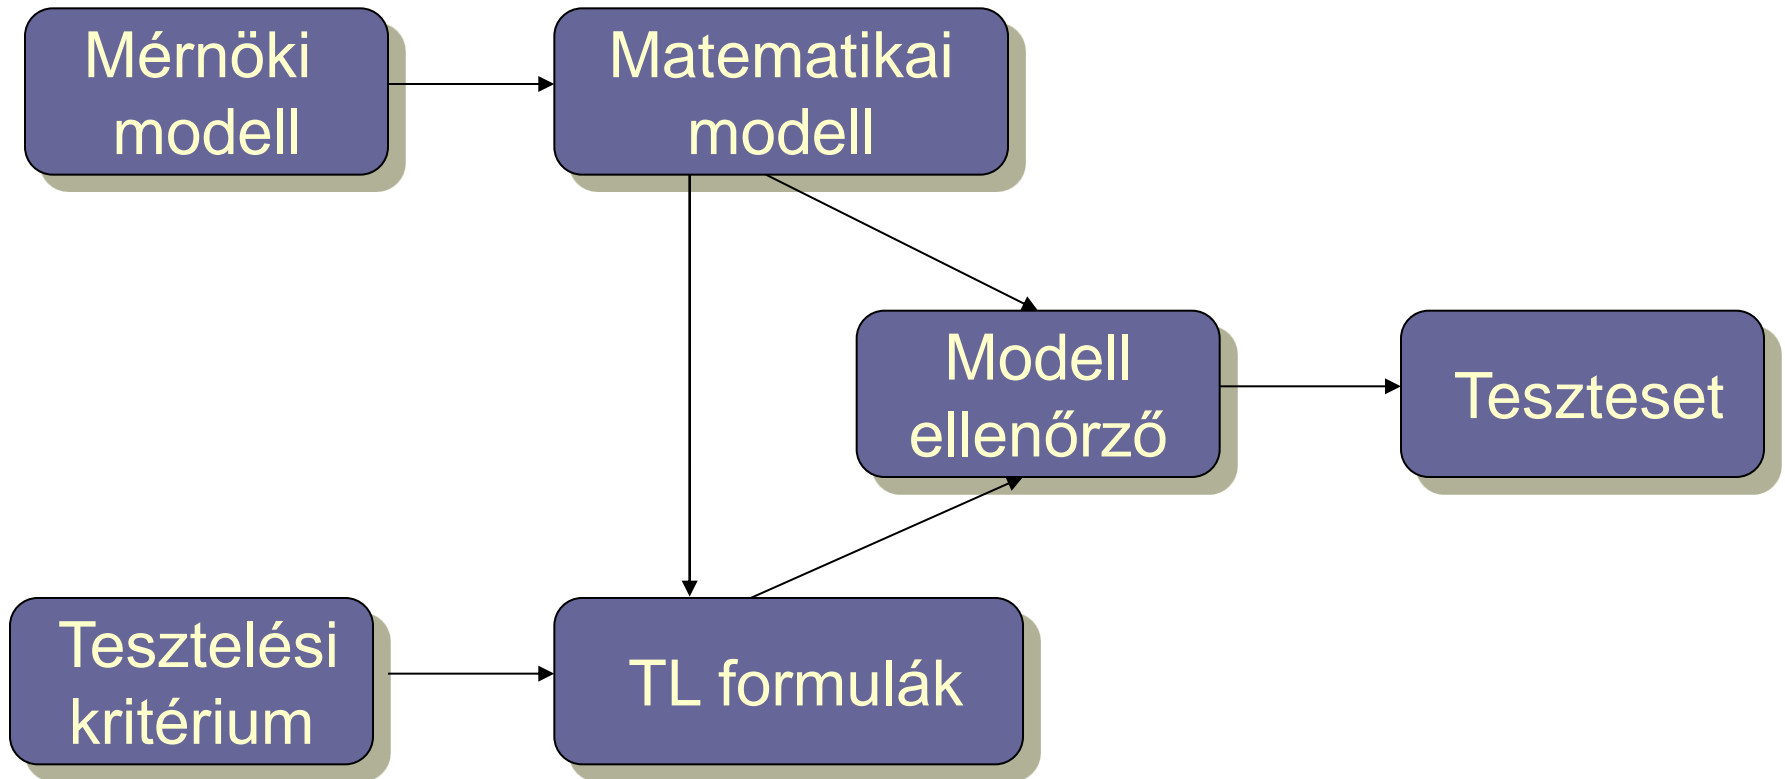 Mérnöki
modell
Matematikai
modell
Modell
ellenőrző
Teszteset
Tesztelési
kritérium
TL formulák